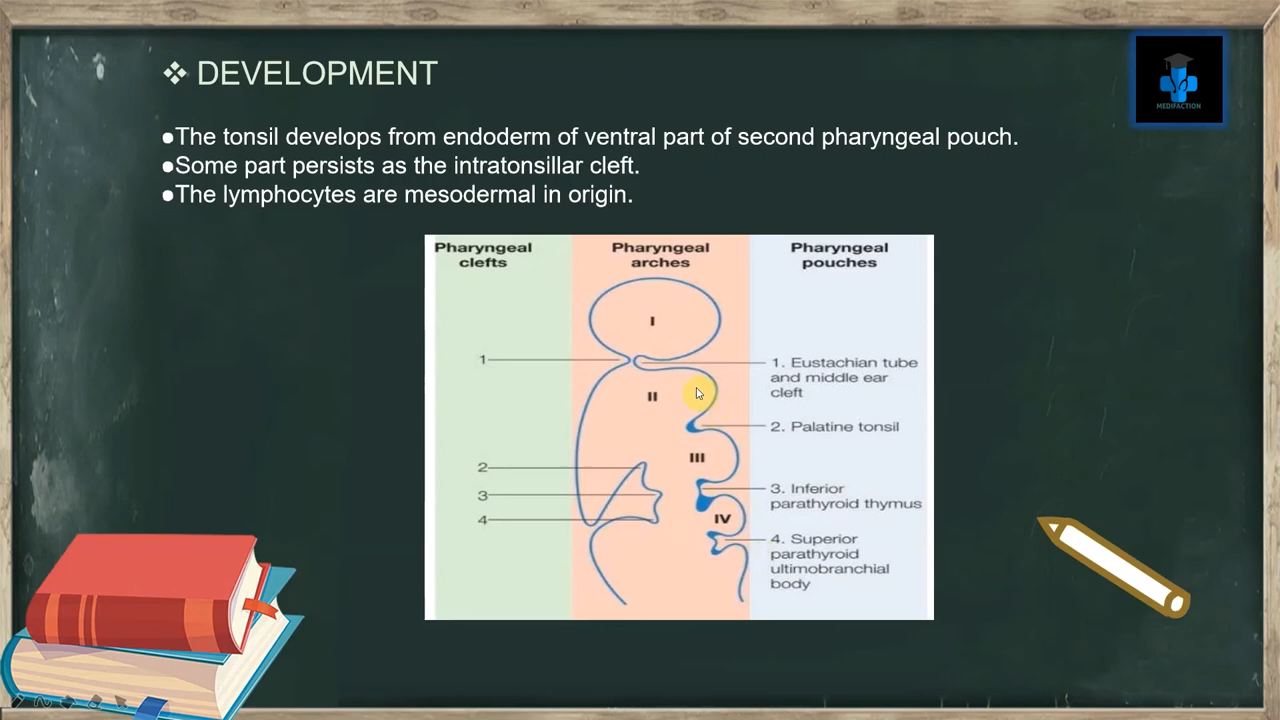 ❖ DEVELOPMENT
MEDIFACTION
●The tonsil develops from endoderm of ventral part of second pharyngeal pouch.
●Some part persists as the intratonsillar cleft.
●The lymphocytes are mesodermal in origin.
Pharyngeal clefts
Pharyngeal arches
Pharyngeal pouches
I
1
1. Eustachian tube
and middle ear
cleft
II
2. Palatine tonsil
III
2
3
3. Inferior
parathyroid thymus
4
IV
4. Superior
parathyroid
ultimobranchial
body